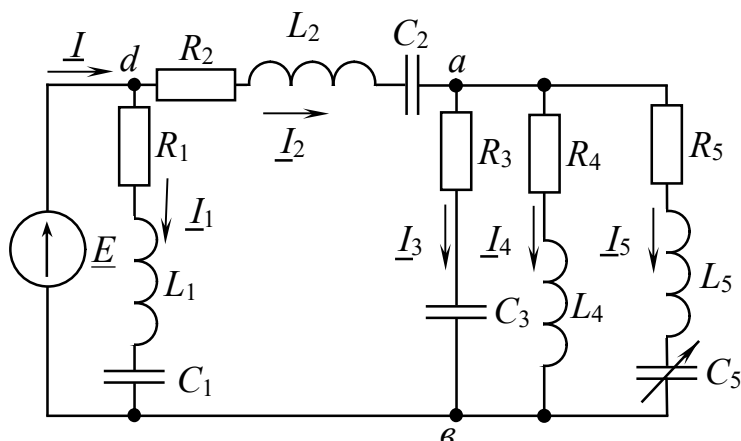 I d R2 L2 C2 a
R1 I2 R3 R4 R5
I1 I3 I4 I5
E L1 C3 L4 L5
C1 C5
в